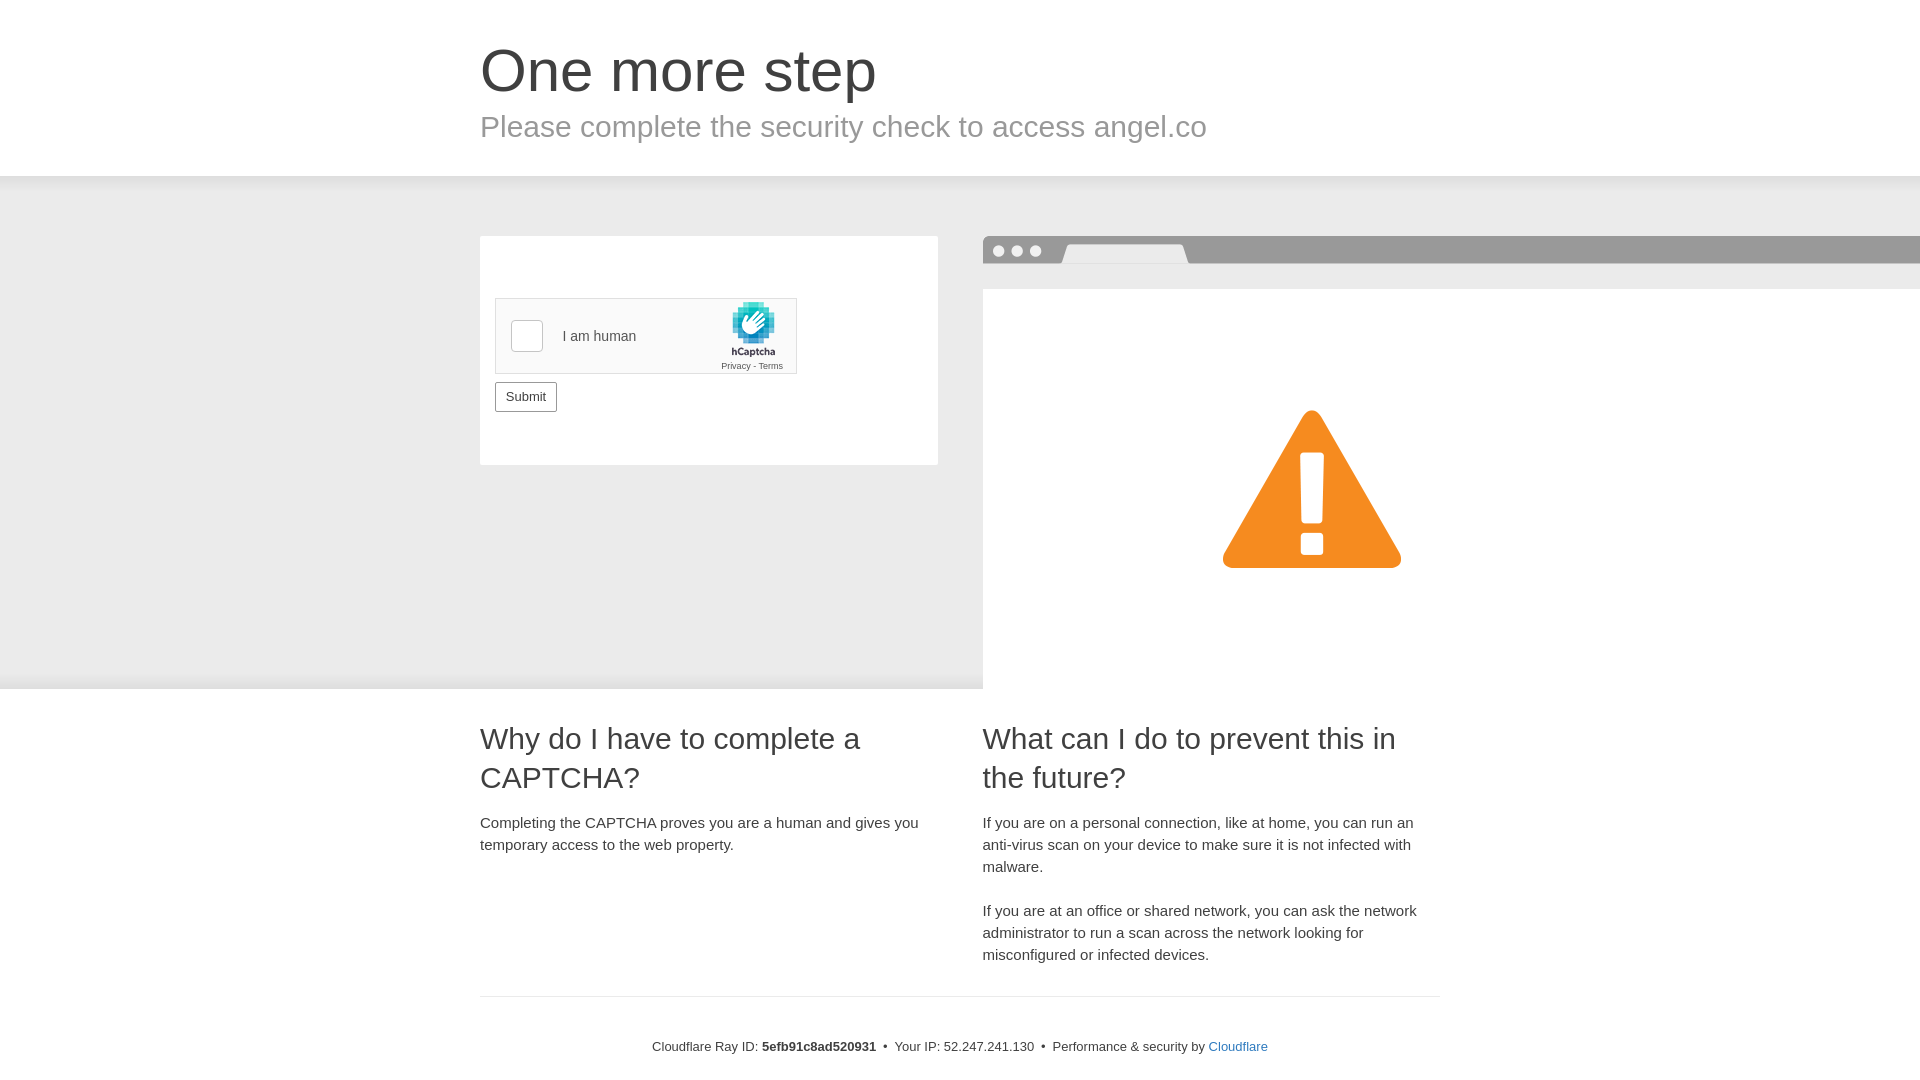 One more step
Please complete the security check to access angel.co
I am human
hCaptcha
Privacy - Terms
Submit
Why do I have to complete a
CAPTCHA?
Completing the CAPTCHA proves you are a human and gives you
temporary access to the web property.
What can I do to prevent this in
the future?
If you are on a personal connection, like at home, you can run an
anti-virus scan on your device to make sure it is not infected with
malware.
If you are at an office or shared network, you can ask the network
administrator to run a scan across the network looking for
misconfigured or infected devices.
Cloudflare Ray ID: 5efb91c8ad520931 • Your IP: 52.247.241.130 • Performance & security by Cloudflare